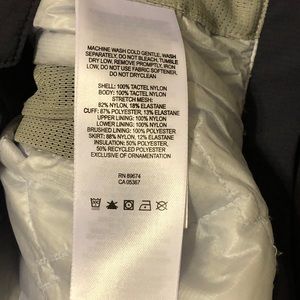 MACHINE WASH COLD GENTLE, WASH
SEPARATELY, DO NOT BLEACH, TUMBLE
DRY LOW, REMOVE PROMPTLY, IRON
LOW, DO NOT USE FABRIC SOFTENER,
DO NOT DRYCLEAN
SHELL: 100% TACTEL NYLON
BODY: 100% TACTEL NYLON
STRETCH MESH:
82% NYLON, 18% ELASTANE
CUFF: 87% POLYESTER, 13% ELASTANE
UPPER LINING: 100% NYLON
LOWER LINING: 100% NYLON
BRUSHED LINING: 100% POLYESTER
SKIRT: 88% NYLON, 12% ELASTANE
INSULATION: 50% POLYESTER
50% RECYCLED POLYESTER
EXCLUSIVE OF ORNAMENTATION
RN 89674
CA 05367